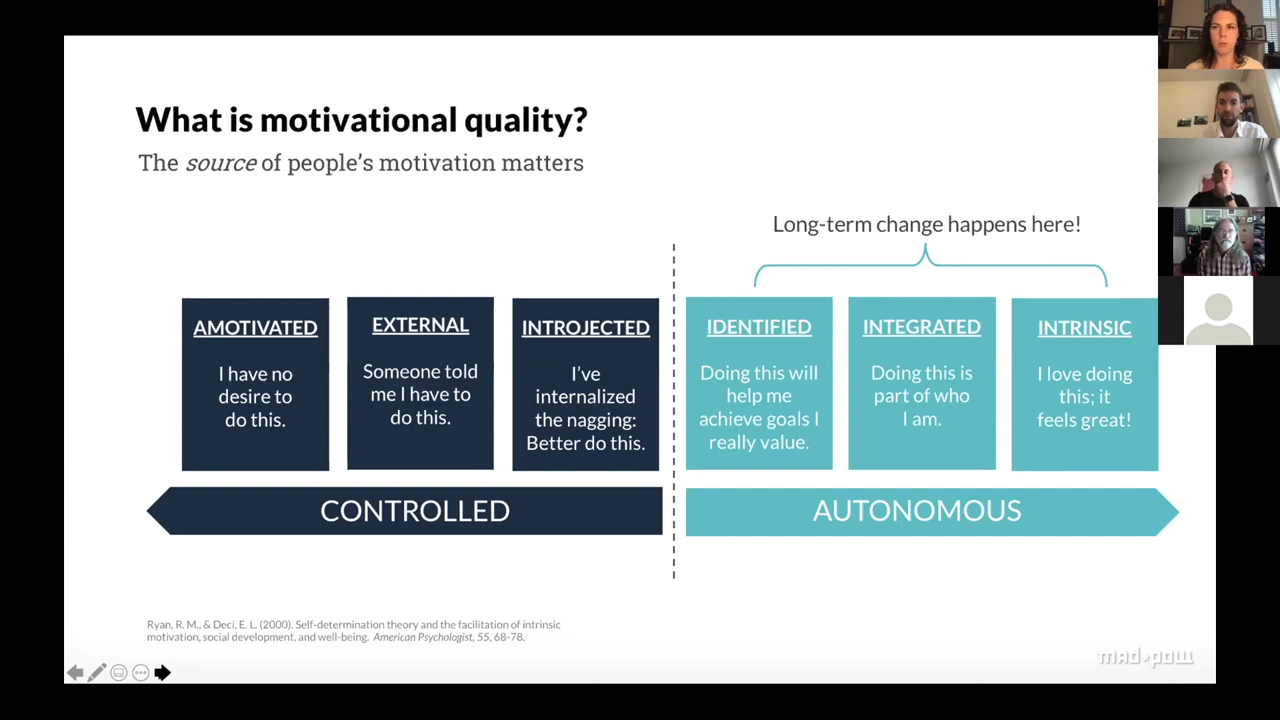 What is motivational quality?
The source of people's motivation matters
Long-term change happens here!
AMOTIVATED
I have no
desire to
do this.
EXTERNAL
Someone told
me I have to
do this.
INTROJECTED
I've
internalized
the nagging:
Better do this.
IDENTIFIED
Doing this will
help me
achieve goals I
really value.
INTEGRATED
Doing this is
part of who
I am.
INTRINSIC
I love doing
this; it
feels great!
CONTROLLED
AUTONOMOUS
Ryan, R. M., & Deci, E. L. (2000). Self-determination theory and the facilitation of intrinsic
motivation, social development, and well-being. American Psychologist, 55, 68-78.
mad*pow